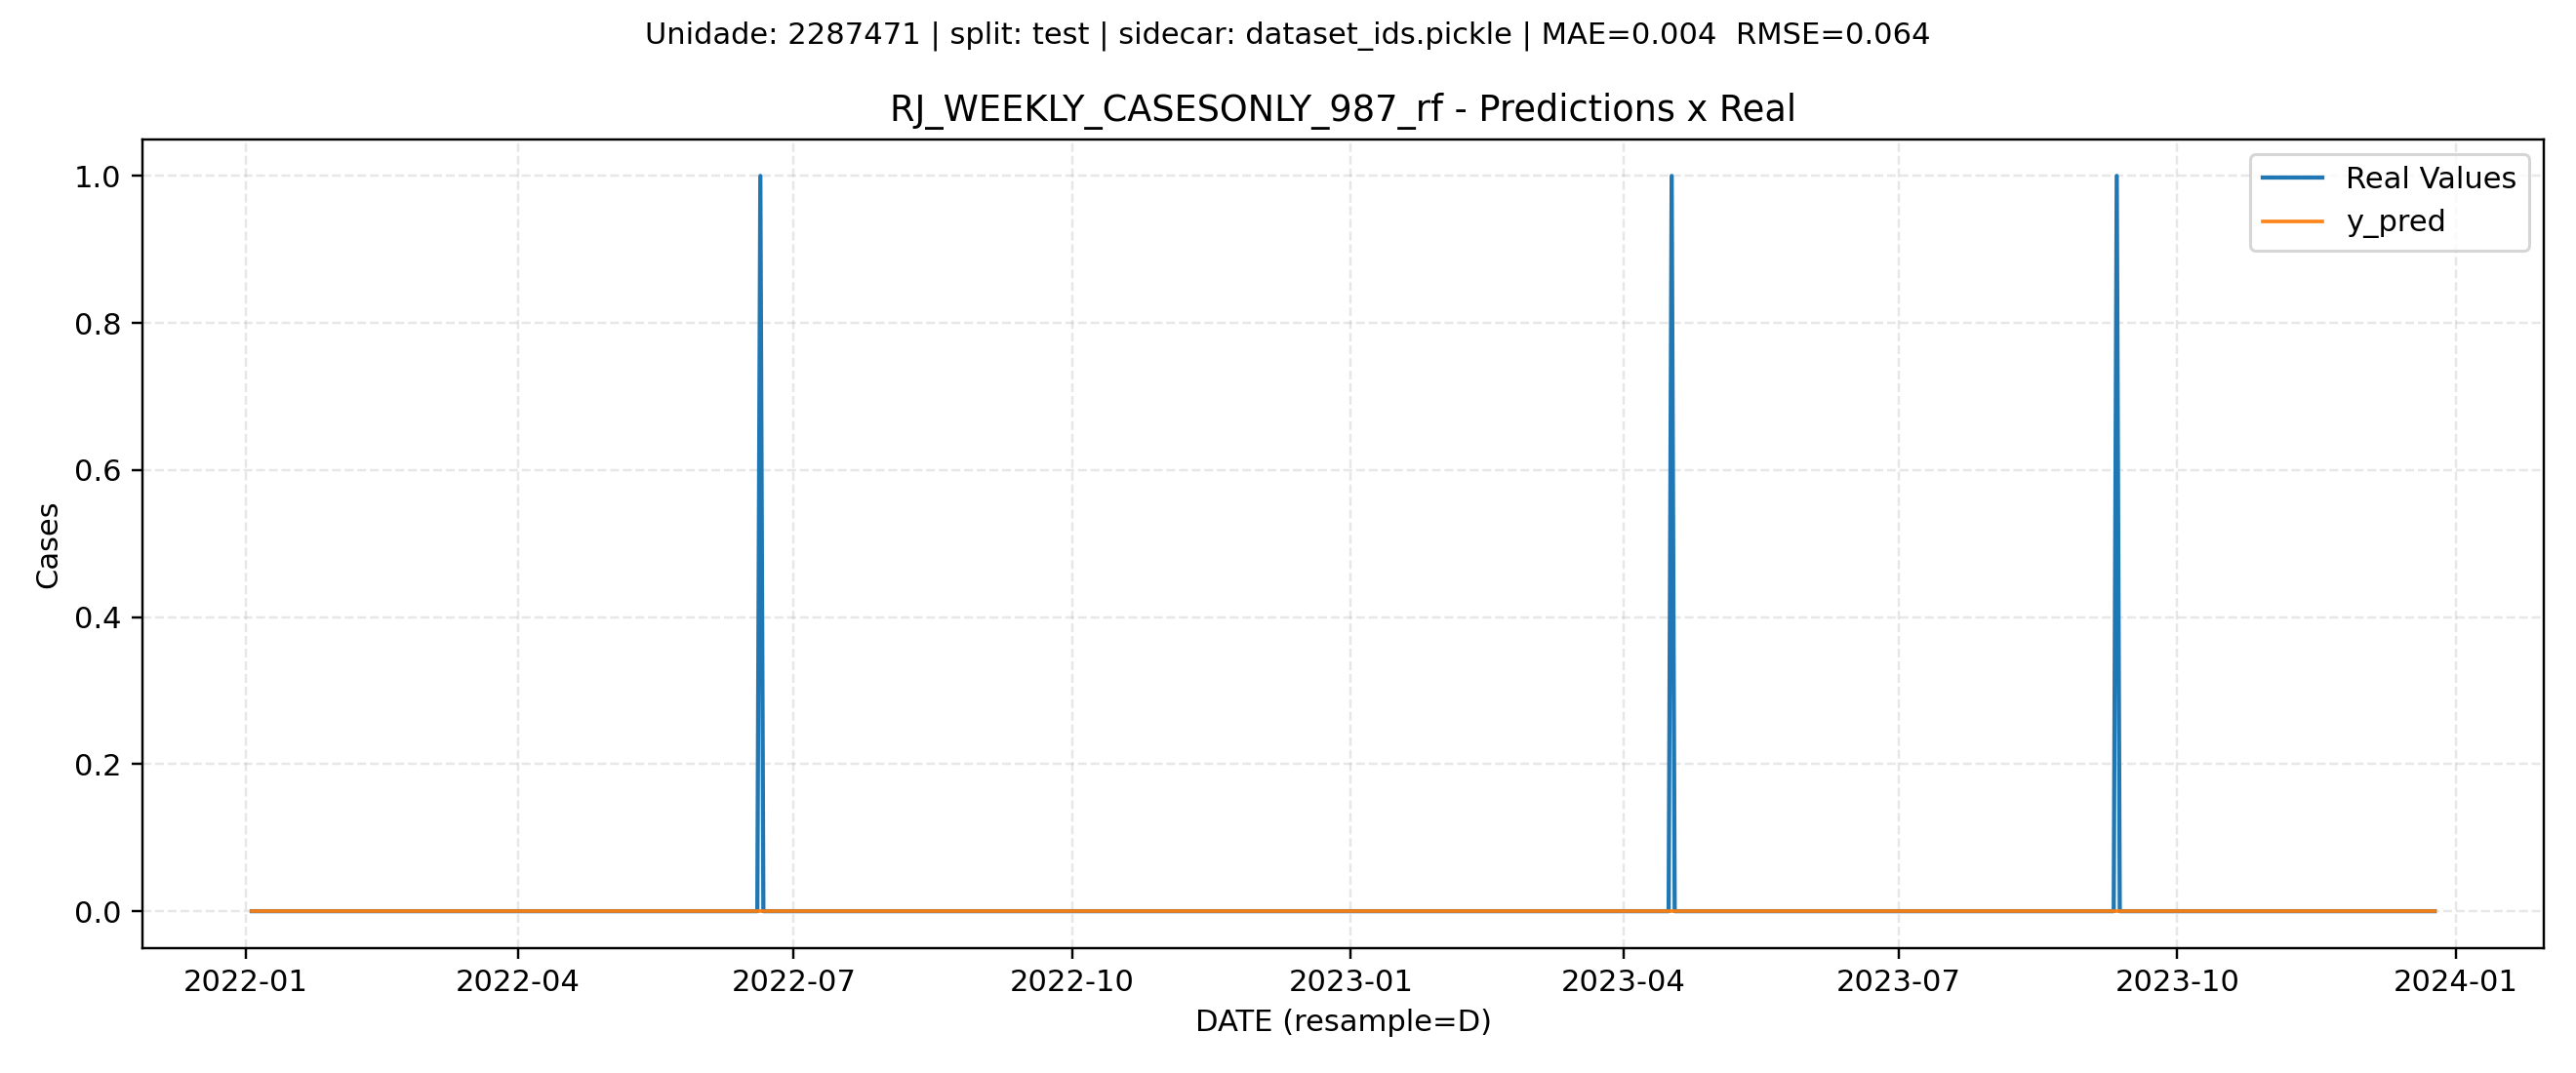 Unidade: 2287471 | split: test | sidecar: dataset_ids.pickle | MAE=0.004  RMSE=0.064
RJ_WEEKLY_CASESONLY_987_rf - Predictions x Real
Real Values
y_pred
1.0
0.8
0.6
0.4
0.2
0.0
Cases
2022-01 2022-04 2022-07 2022-10 2023-01 2023-04 2023-07 2023-10 2024-01
DATE (resample=D)